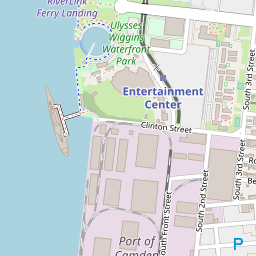 RiverLink
Ferry Landing
Ulysses
Wiggins
Waterfront
Park
Entertainment
Center
Clinton Street
South 3rd Street
South 3rd Street
South 2nd Street
South Front Street
Be
Port of
Camden
P